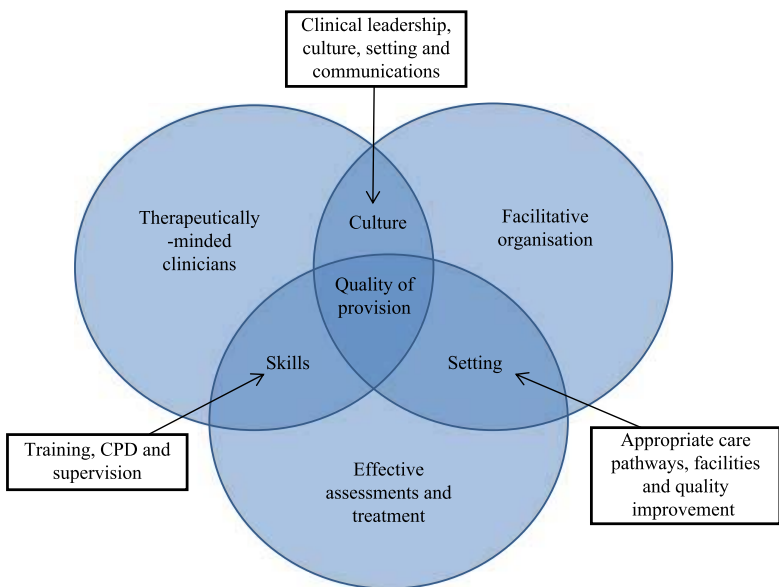 Clinical leadership,
culture, setting and
communications
Therapeutically
-minded
clinicians
Culture
Facilitative
organisation
Quality of
provision
Skills
Setting
Training, CPD and
supervision
Effective
assessments and
treatment
Appropriate care
pathways, facilities
and quality
improvement